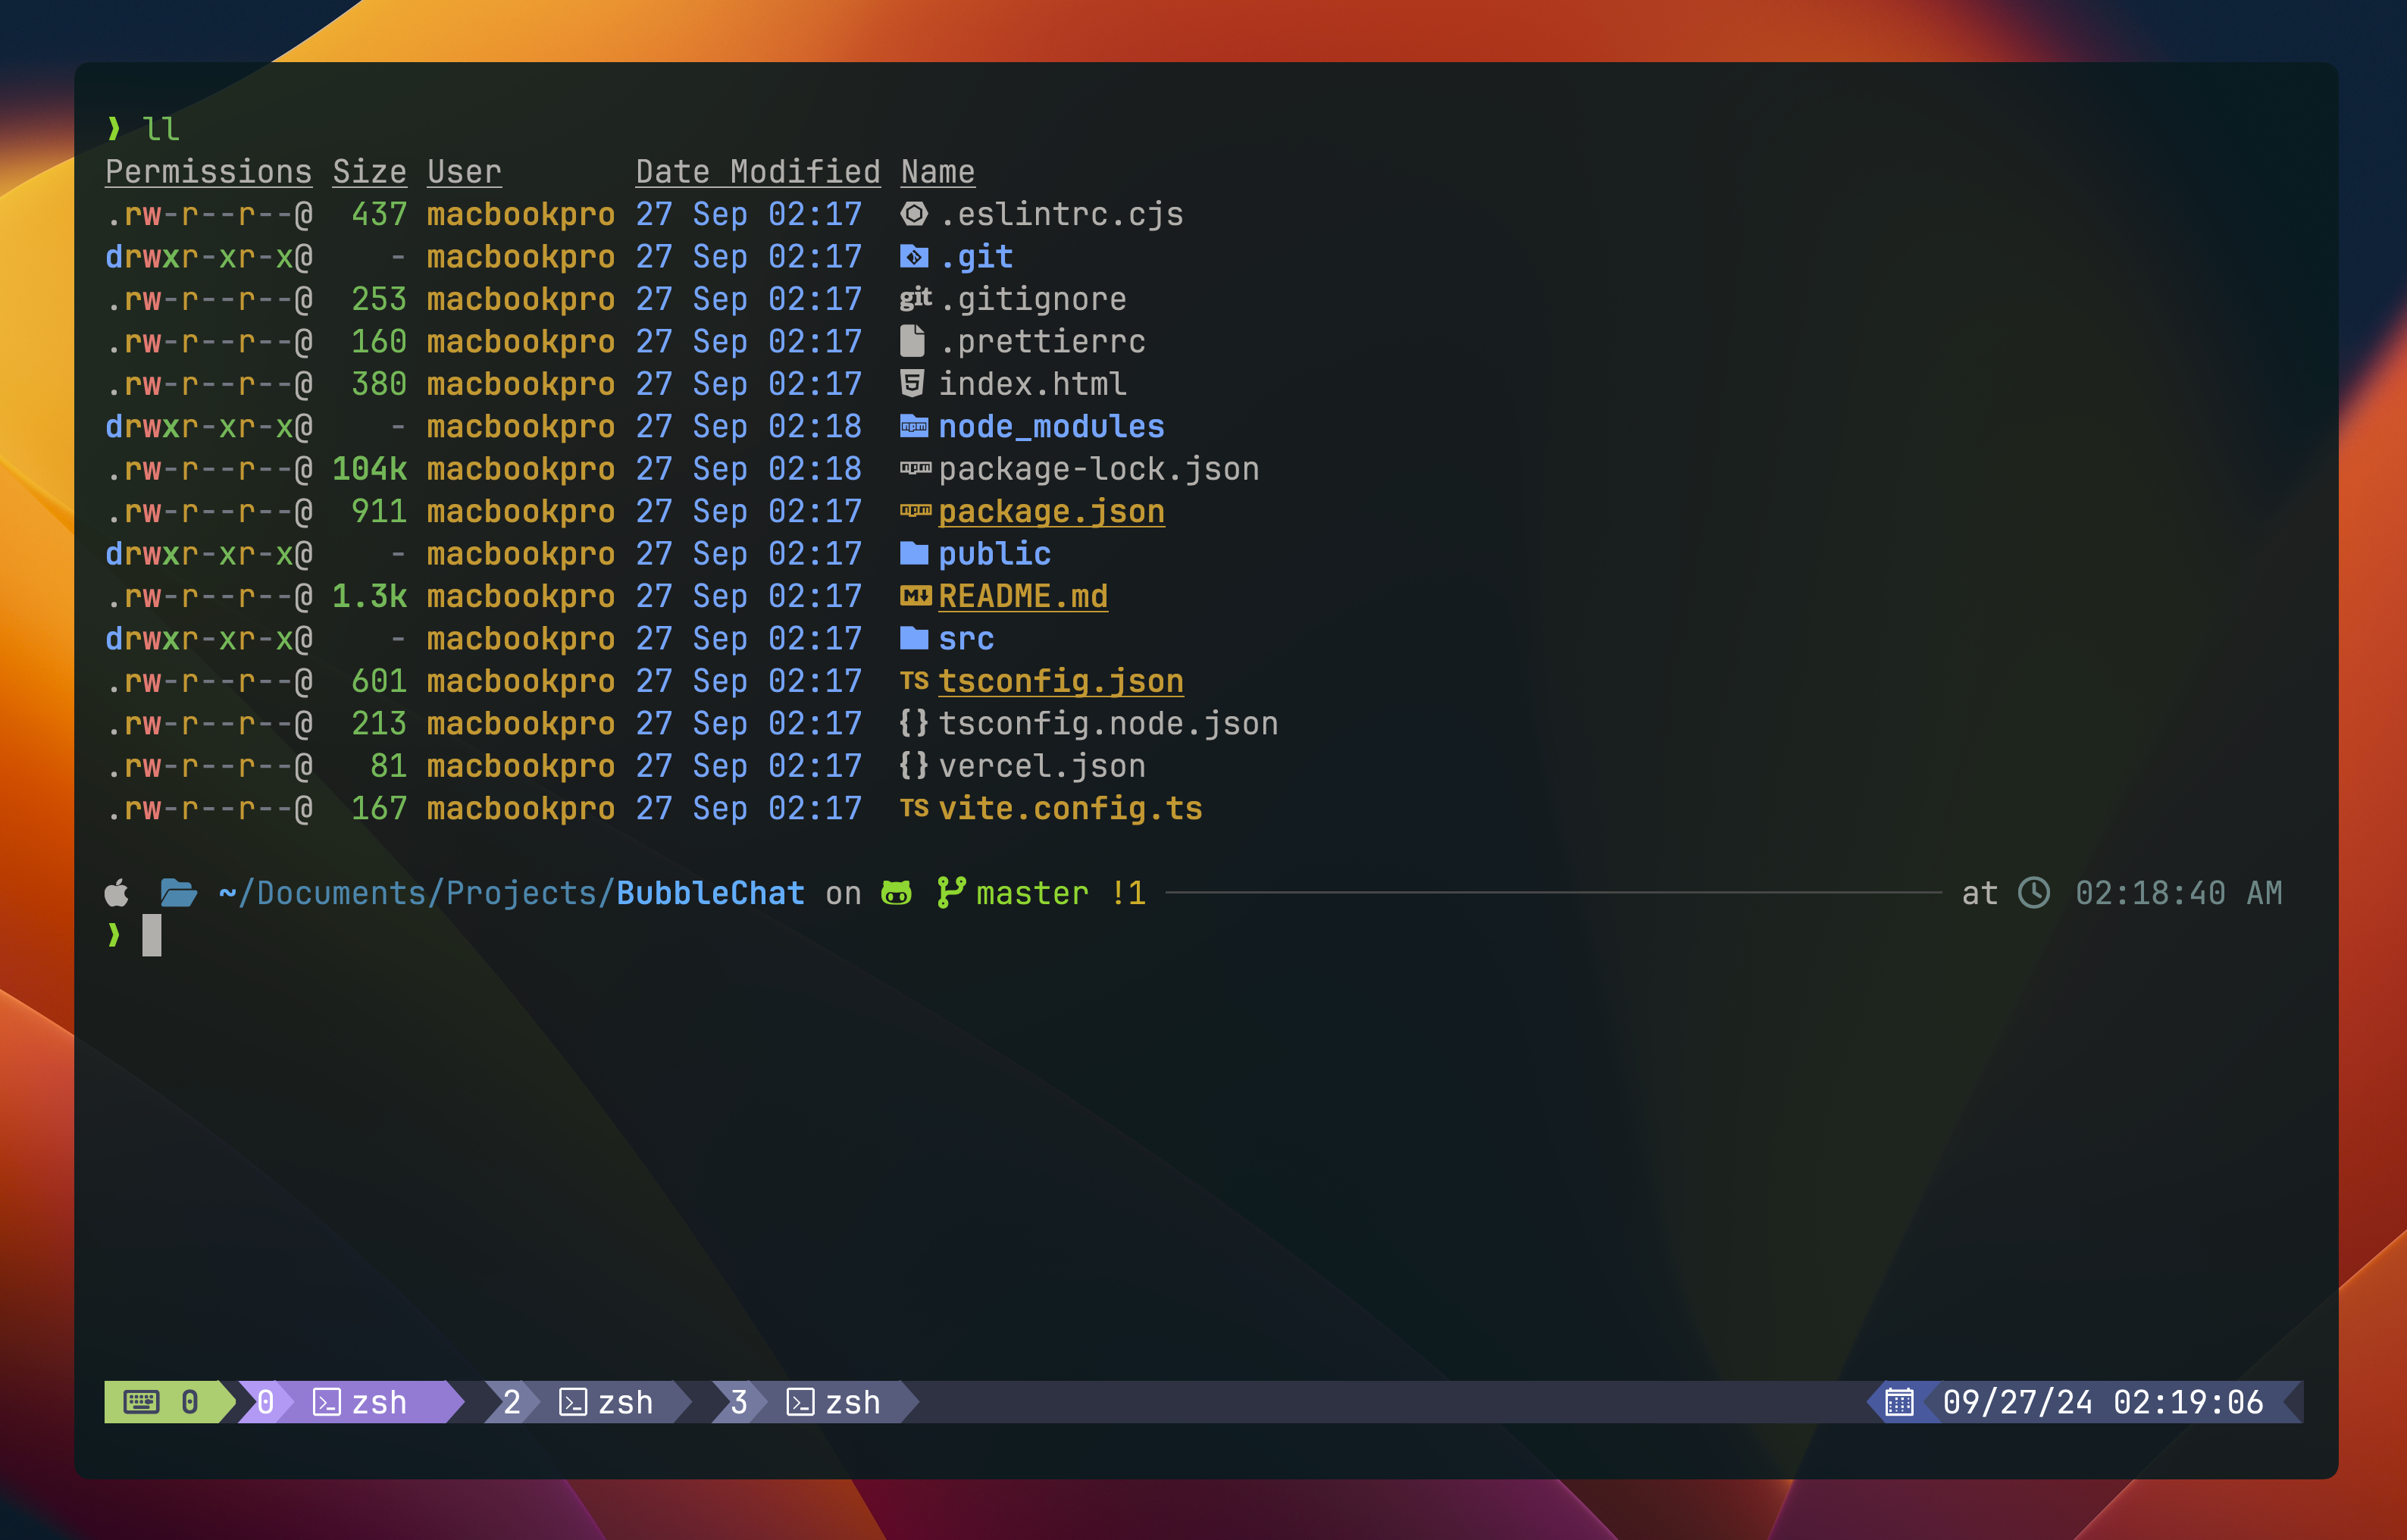 ❯ ll
Permissions Size User       Date Modified Name
.rw-r--r--@  437 macbookpro 27 Sep 02:17  .eslintrc.cjs
drwxr-xr-x@    - macbookpro 27 Sep 02:17  .git
.rw-r--r--@  253 macbookpro 27 Sep 02:17  git .gitignore
.rw-r--r--@  160 macbookpro 27 Sep 02:17  .prettierrc
.rw-r--r--@  380 macbookpro 27 Sep 02:17  5 index.html
drwxr-xr-x@    - macbookpro 27 Sep 02:18  npm node_modules
.rw-r--r--@ 104k macbookpro 27 Sep 02:18  npm package-lock.json
.rw-r--r--@  911 macbookpro 27 Sep 02:17  npm package.json
drwxr-xr-x@    - macbookpro 27 Sep 02:17  public
.rw-r--r--@ 1.3k macbookpro 27 Sep 02:17  M↓ README.md
drwxr-xr-x@    - macbookpro 27 Sep 02:17  src
.rw-r--r--@  601 macbookpro 27 Sep 02:17  TS tsconfig.json
.rw-r--r--@  213 macbookpro 27 Sep 02:17  {} tsconfig.node.json
.rw-r--r--@   81 macbookpro 27 Sep 02:17  {} vercel.json
.rw-r--r--@  167 macbookpro 27 Sep 02:17  TS vite.config.ts
~/Documents/Projects/BubbleChat on master !1 at 02:18:40 AM
❯
0 0 zsh 2 zsh 3 zsh 09/27/24 02:19:06